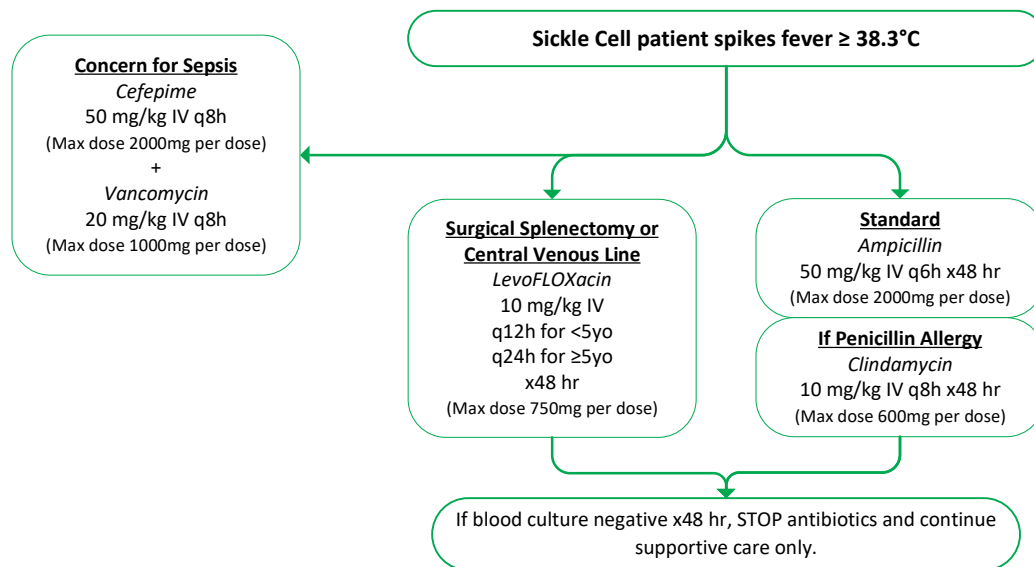 Sickle Cell patient spikes fever ≥ 38.3°C
Concern for Sepsis
Cefepime
50 mg/kg IV q8h
(Max dose 2000mg per dose)
+
Vancomycin
20 mg/kg IV q8h
(Max dose 1000mg per dose)
Surgical Splenectomy or
Central Venous Line
LevoFLOXacin
10 mg/kg IV
q12h for <5yo
q24h for ≥5yo
x48 hr
(Max dose 750mg per dose)
Standard
Ampicillin
50 mg/kg IV q6h x48 hr
(Max dose 2000mg per dose)
If Penicillin Allergy
Clindamycin
10 mg/kg IV q8h x48 hr
(Max dose 600mg per dose)
If blood culture negative x48 hr, STOP antibiotics and continue
supportive care only.